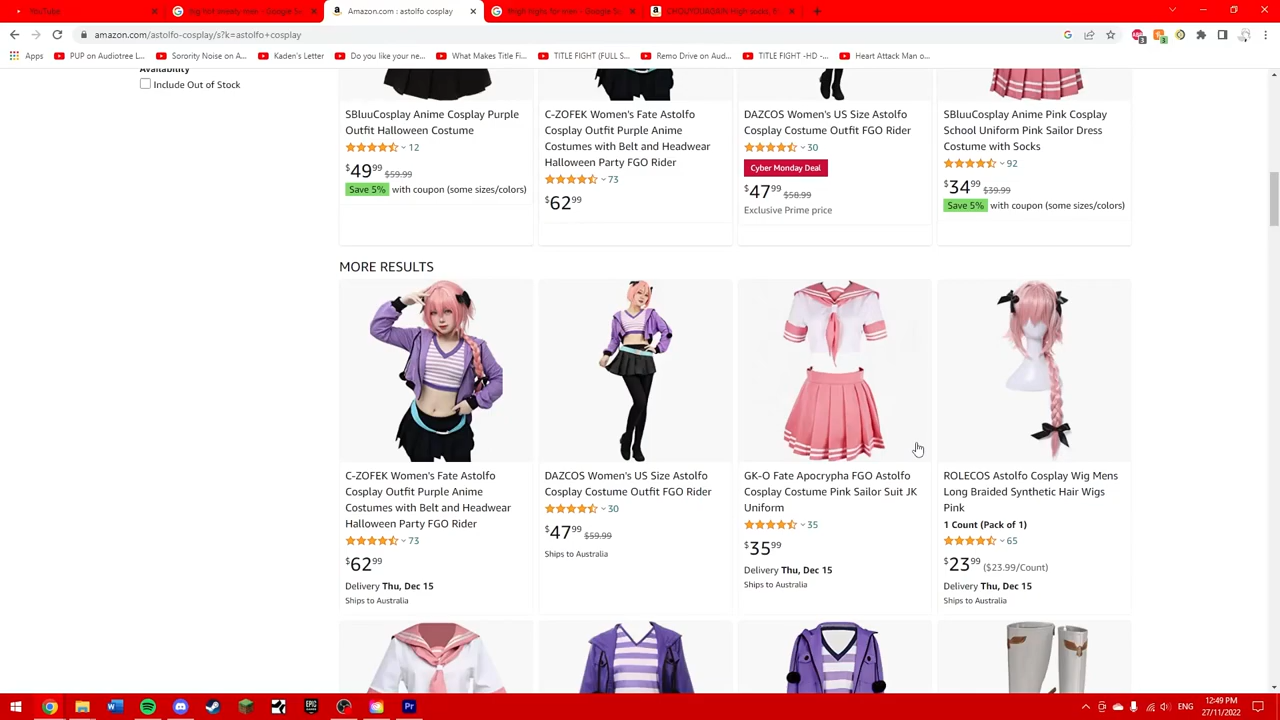 YouTube
Amazon.com : astolfo cosplay
amazon.com/astolfo-cosplay/s?k=astolfo+cosplay
Apps
PUP on Audiotree L...
Sorority Noise on A...
Kaden's Letter
Do you like your ne...
What Makes Title Fi...
TITLE FIGHT (FULL S...
Remo Drive on Aud...
TITLE FIGHT -HD -...
Heart Attack Man o...
Availability
Include Out of Stock
SBluuCosplay Anime Cosplay Purple
Outfit Halloween Costume
12
$49.99 $59.99
Save 5% with coupon (some sizes/colors)
C-ZOFEK Women's Fate Astolfo
Cosplay Outfit Purple Anime
Costumes with Belt and Headwear
Halloween Party FGO Rider
73
$62.99
DAZCOS Women's US Size Astolfo
Cosplay Costume Outfit FGO Rider
30
Cyber Monday Deal
$47.99 $58.99
Exclusive Prime price
SBluuCosplay Anime Pink Cosplay
School Uniform Pink Sailor Dress
Costume with Socks
92
$34.99 $39.99
Save 5% with coupon (some sizes/colors)
MORE RESULTS
C-ZOFEK Women's Fate Astolfo
Cosplay Outfit Purple Anime
Costumes with Belt and Headwear
Halloween Party FGO Rider
73
$62.99
Delivery Thu, Dec 15
Ships to Australia
DAZCOS Women's US Size Astolfo
Cosplay Costume Outfit FGO Rider
30
$47.99 $59.99
Ships to Australia
GK-O Fate Apocrypha FGO Astolfo
Cosplay Costume Pink Sailor Suit JK
Uniform
35
$35.99
Delivery Thu, Dec 15
Ships to Australia
ROLECOS Astolfo Cosplay Wig Mens
Long Braided Synthetic Hair Wigs
Pink
1 Count (Pack of 1)
65
$23.99 ($23.99/Count)
Delivery Thu, Dec 15
Ships to Australia
ENG
12:49 PM
27/11/2022